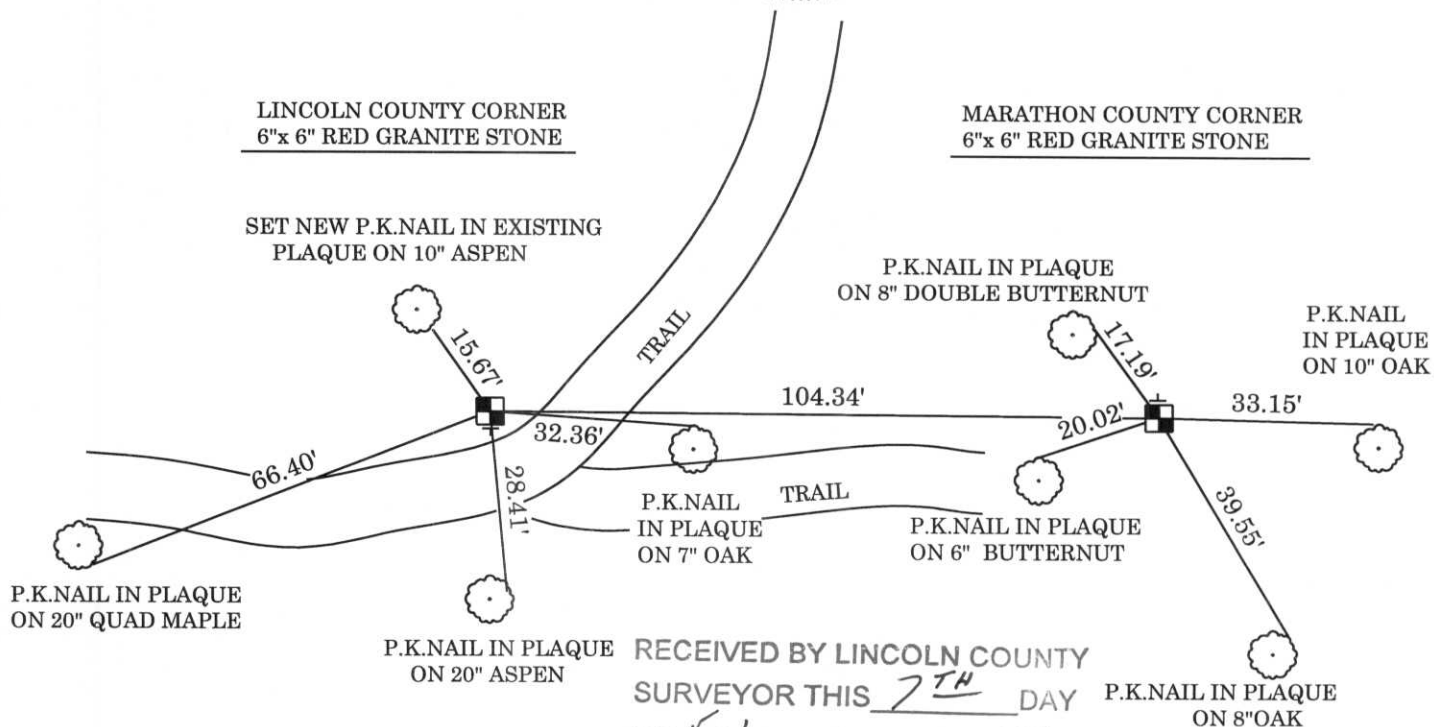 LINCOLN COUNTY CORNER
6"x 6" RED GRANITE STONE
MARATHON COUNTY CORNER
6"x 6" RED GRANITE STONE
SET NEW P.K.NAIL IN EXISTING
PLAQUE ON 10" ASPEN
P.K.NAIL IN PLAQUE
ON 8" DOUBLE BUTTERNUT
P.K.NAIL
IN PLAQUE
ON 10" OAK
TRAIL
15.67'
17.19'
104.34'
33.15'
32.36'
20.02'
66.40'
28.41'
39.55'
TRAIL
P.K.NAIL
IN PLAQUE
ON 7" OAK
P.K.NAIL IN PLAQUE
ON 6" BUTTERNUT
P.K.NAIL IN PLAQUE
ON 20" QUAD MAPLE
P.K.NAIL IN PLAQUE
ON 20" ASPEN
RECEIVED BY LINCOLN COUNTY
SURVEYOR THIS 7TH DAY
P.K.NAIL IN PLAQUE
ON 8"OAK